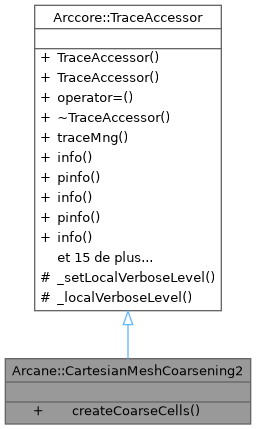 Arccore::TraceAccessor
+ TraceAccessor()
+ TraceAccessor()
+ operator=()
+ ~TraceAccessor()
+ traceMng()
+ info()
+ pinfo()
+ info()
+ pinfo()
+ info()
et 15 de plus...
# _setLocalVerboseLevel()
# _localVerboseLevel()
Arcane::CartesianMeshCoarsening2
+ createCoarseCells()